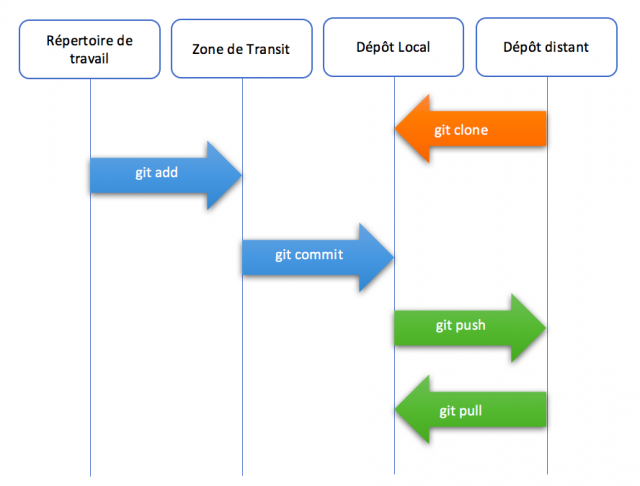 Répertoire de
travail
Zone de Transit
Dépôt Local
Dépôt distant
git clone
git add
git commit
git push
git pull